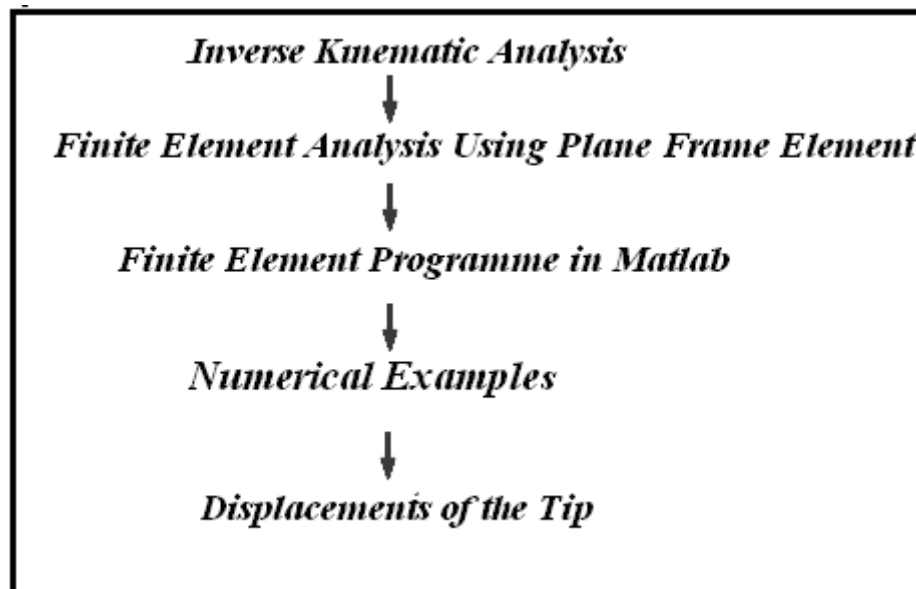 Inverse Kinematic Analysis
Finite Element Analysis Using Plane Frame Element
Finite Element Programme in Matlab
Numerical Examples
Displacements of the Tip